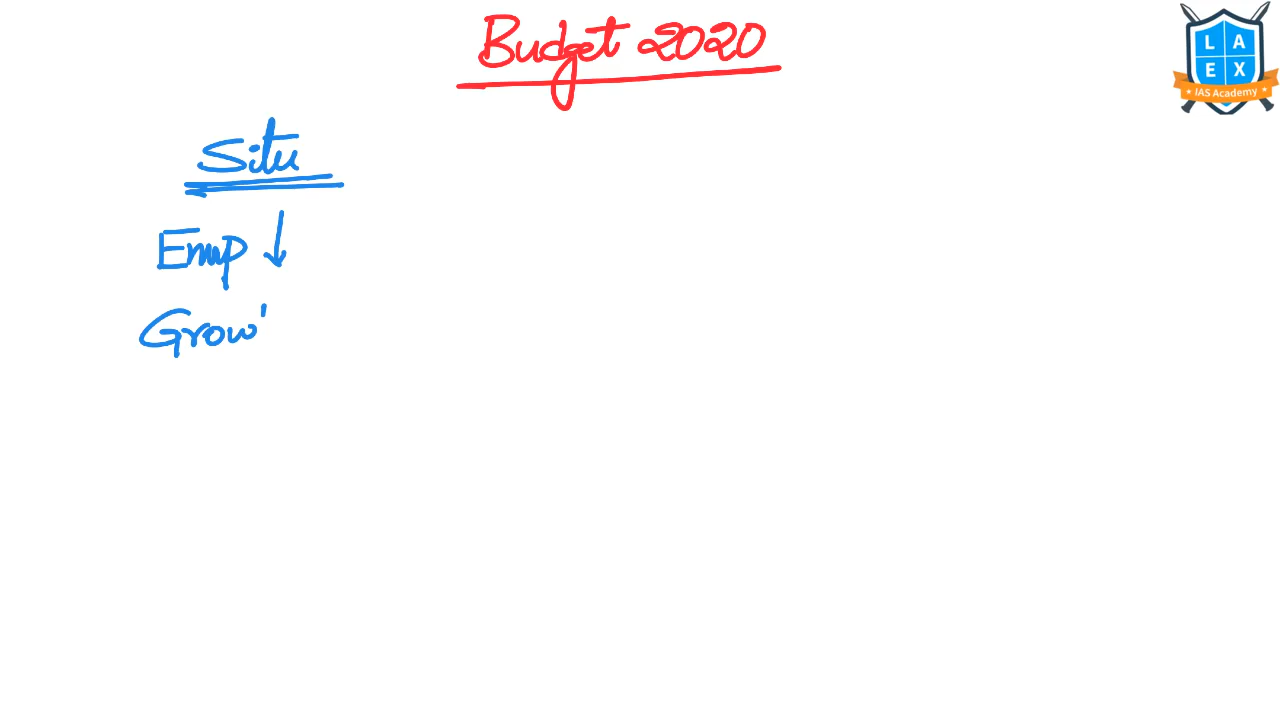 Budget 2020
L A
E X
IAS Academy
Situ
Emp ↓
Grow'